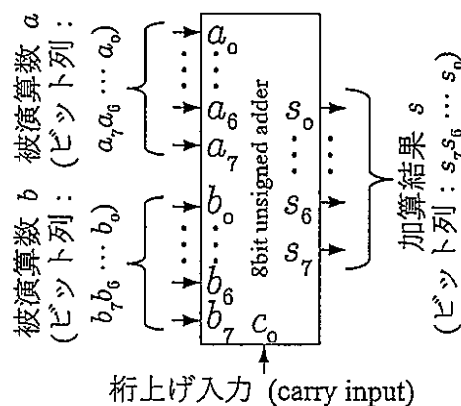 被演算数 a
(ビット列:
a₇a₆ ⋯ a₀)
被演算数 b
(ビット列:
b₇b₆ ⋯ b₀)
a₀
a₆
a₇
b₀
b₆
b₇
c₀
8bit unsigned adder
s₀
s₆
s₇
加算結果 s
(ビット列: s₇s₆ ⋯ s₀)
桁上げ入力 (carry input)